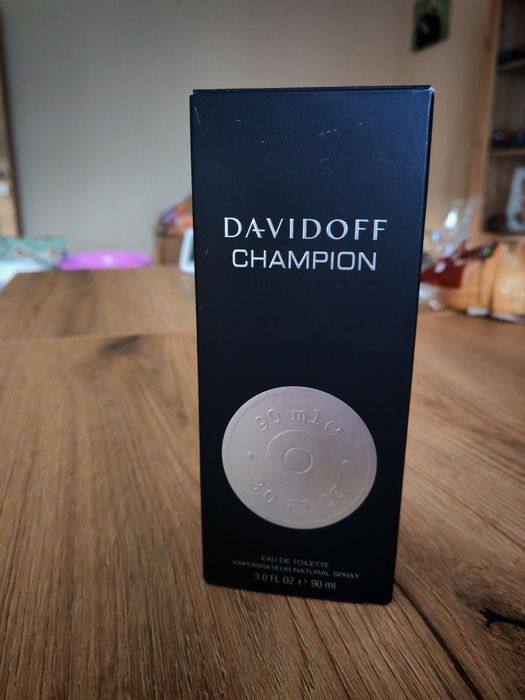 DAVIDOFF
CHAMPION
90 ml e
3.0 FL OZ
EAU DE TOILETTE
VAPORISATEUR NATURAL SPRAY
3.0 FL OZ e 90 ml